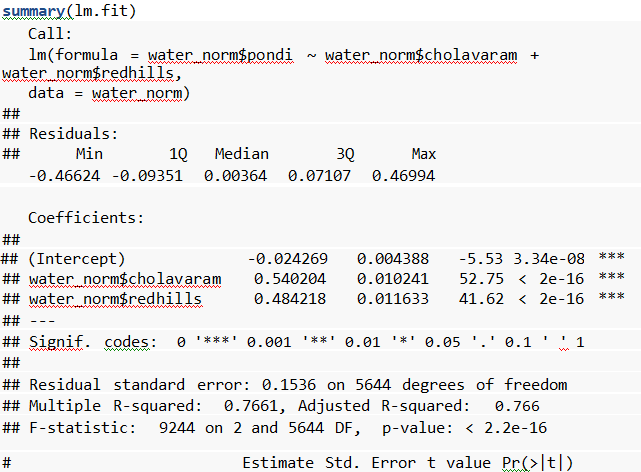 summary(lm.fit)
Call:
lm(formula = water_norm$pondi ~ water_norm$cholavaram +
water_norm$redhills,
data = water_norm)
##
## Residuals:
## Min 1Q Median 3Q Max
-0.46624 -0.09351 0.00364 0.07107 0.46994
Coefficients:
##
## (Intercept) -0.024269 0.004388 -5.53 3.34e-08 ***
## water_norm$cholavaram 0.540204 0.010241 52.75 < 2e-16 ***
## water_norm$redhills 0.484218 0.011633 41.62 < 2e-16 ***
## ---
## Signif. codes: 0 '***' 0.001 '**' 0.01 '*' 0.05 '.' 0.1 ' ' 1
##
## Residual standard error: 0.1536 on 5644 degrees of freedom
## Multiple R-squared: 0.7661, Adjusted R-squared: 0.766
## F-statistic: 9244 on 2 and 5644 DF, p-value: < 2.2e-16
# Estimate Std. Error t value Pr(>|t|)